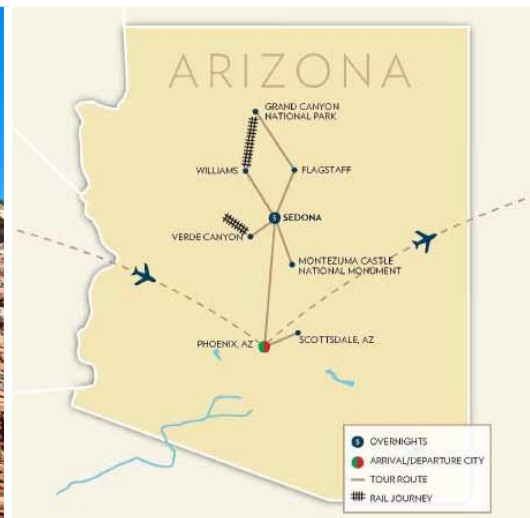 ARIZONA
GRAND CANYON
NATIONAL PARK
WILLIAMS
FLAGSTAFF
5
SEDONA
VERDE CANYON
MONTEZUMA CASTLE
NATIONAL MONUMENT
PHOENIX, AZ
SCOTTSDALE, AZ
5 OVERNIGHTS
ARRIVAL/DEPARTURE CITY
TOUR ROUTE
RAIL JOURNEY